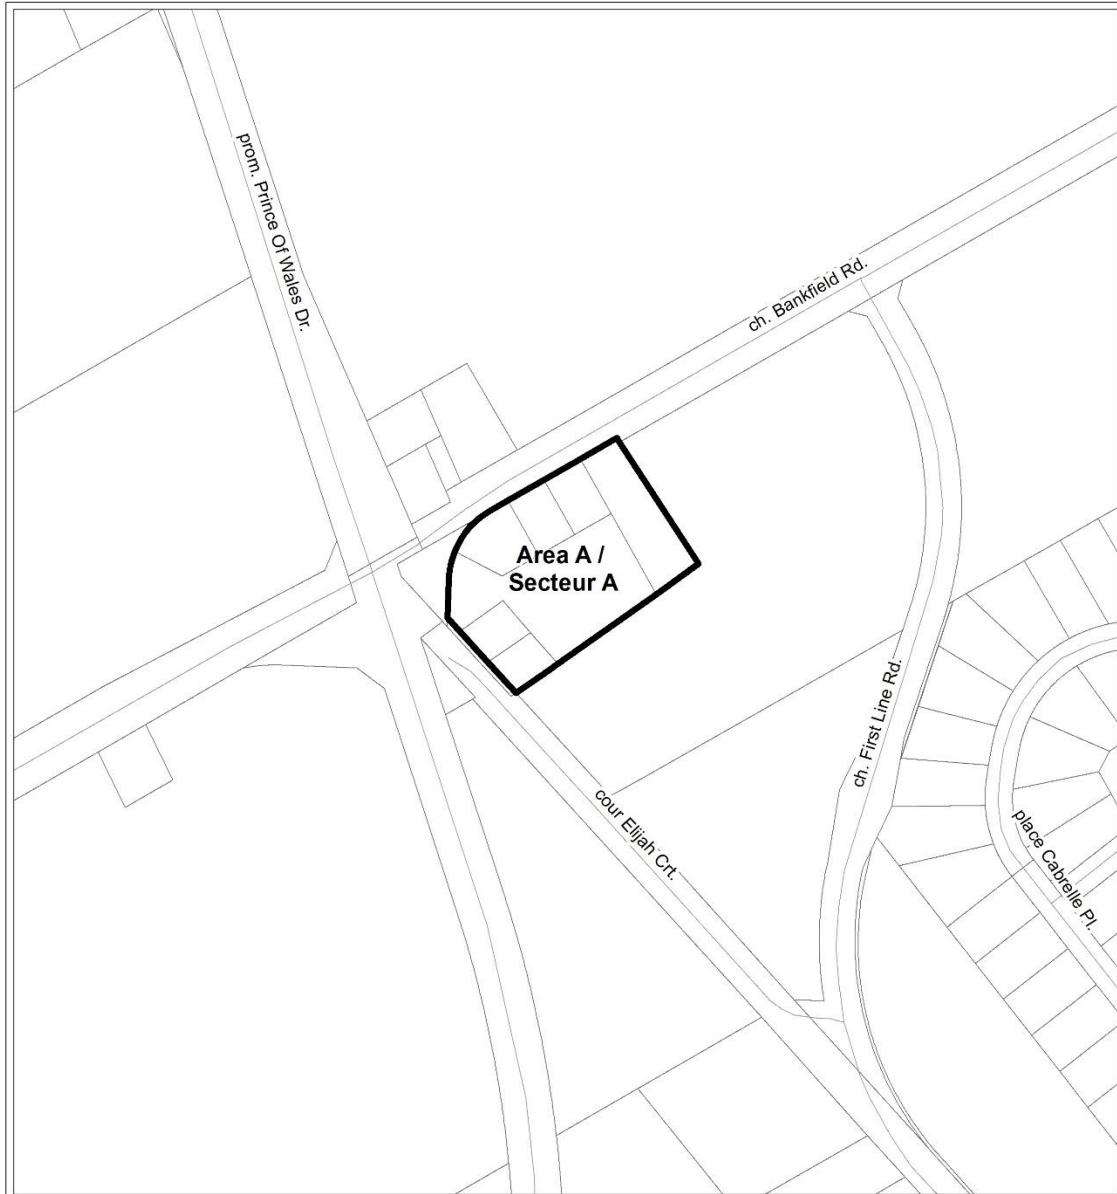 prom. Prince Of Wales Dr.
ch. Bankfield Rd.
Area A /
Secteur A
ch. First Line Rd.
cour Elijah Crt.
place Cabrelle Pl.